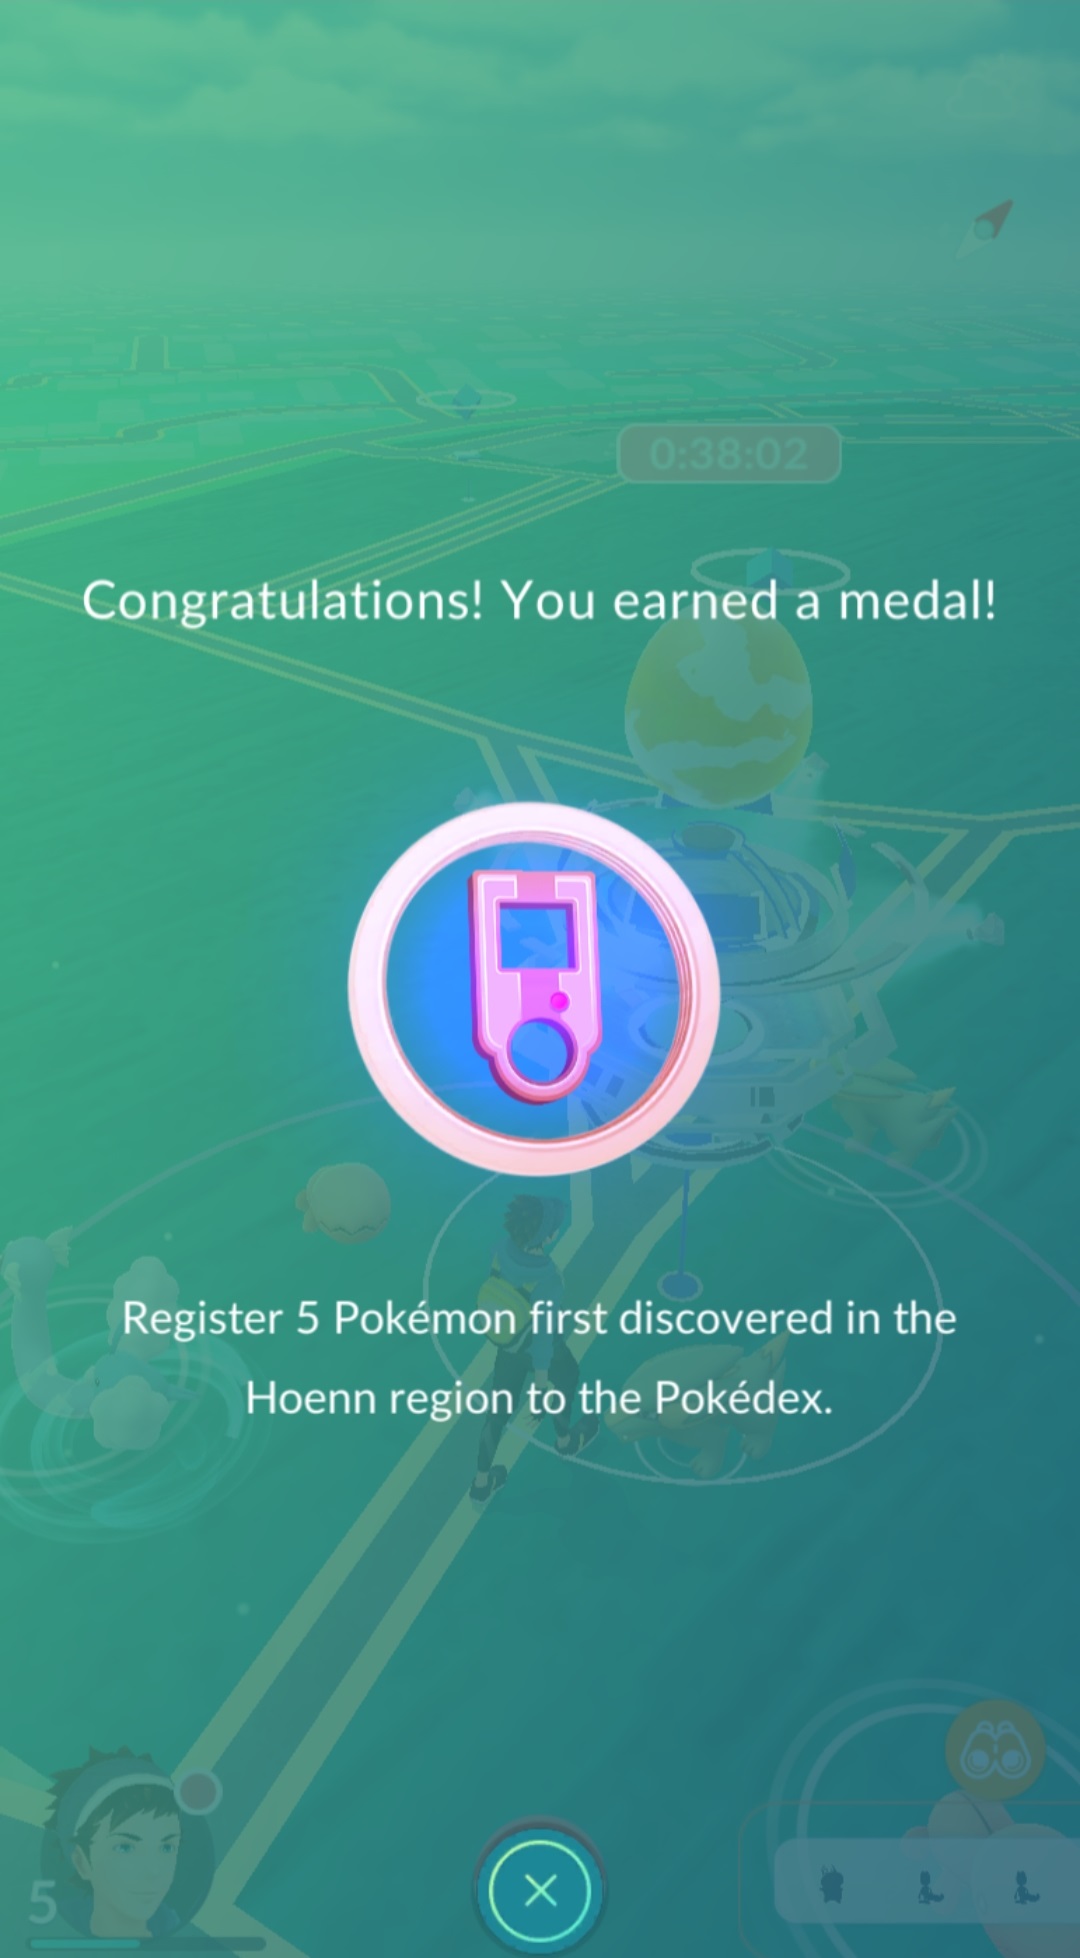 0:38:02
Congratulations! You earned a medal!
Register 5 Pokémon first discovered in the
Hoenn region to the Pokédex.
5